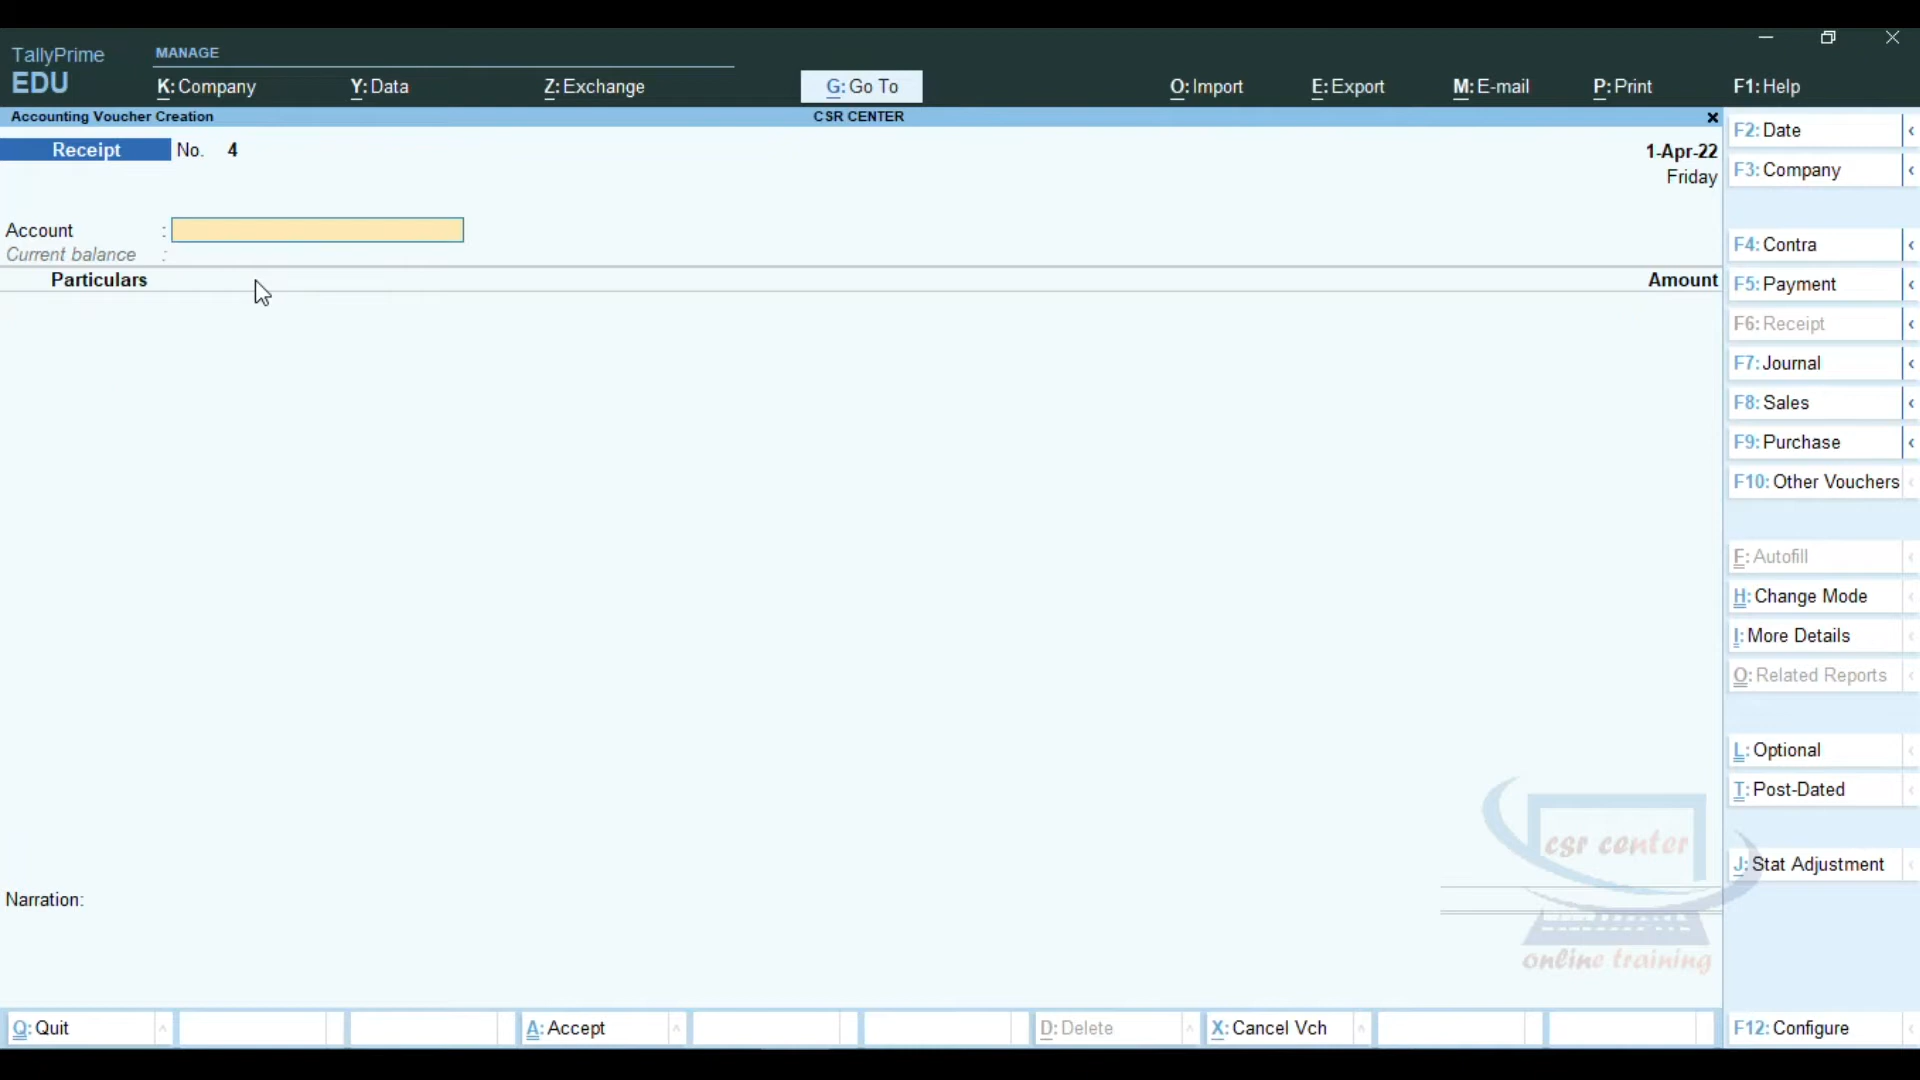 TallyPrime
EDU
MANAGE
K: Company
Y: Data
Z: Exchange
G: Go To
O: Import
E: Export
M: E-mail
P: Print
F1: Help
Accounting Voucher Creation
CSR CENTER
Receipt No. 4
1-Apr-22
Friday
Account :
Current balance :
Particulars Amount
Narration:
F2: Date
F3: Company
F4: Contra
F5: Payment
F6: Receipt
F7: Journal
F8: Sales
F9: Purchase
F10: Other Vouchers
F: Autofill
H: Change Mode
I: More Details
O: Related Reports
L: Optional
T: Post-Dated
J: Stat Adjustment
csr center
online training
Q: Quit
A: Accept
D: Delete
X: Cancel Vch
F12: Configure